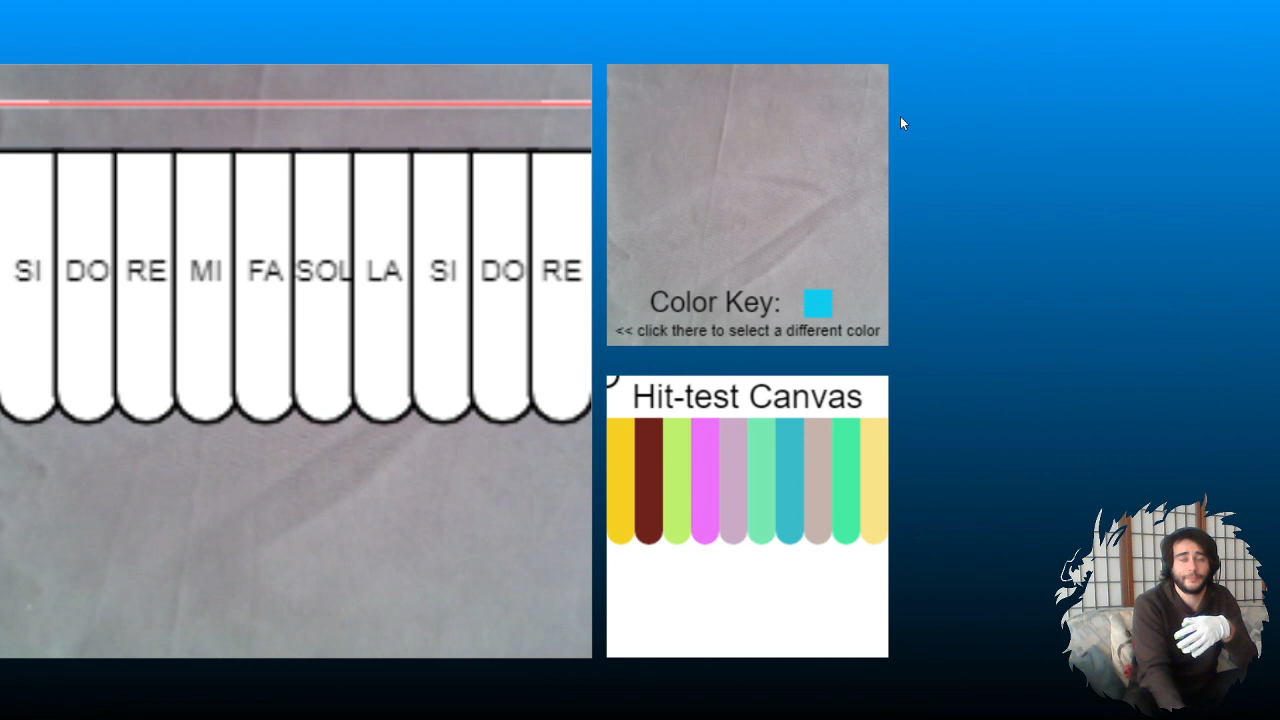 SI DO RE MI FA SOL LA SI DO RE
Color Key:
<< click there to select a different color
Hit-test Canvas